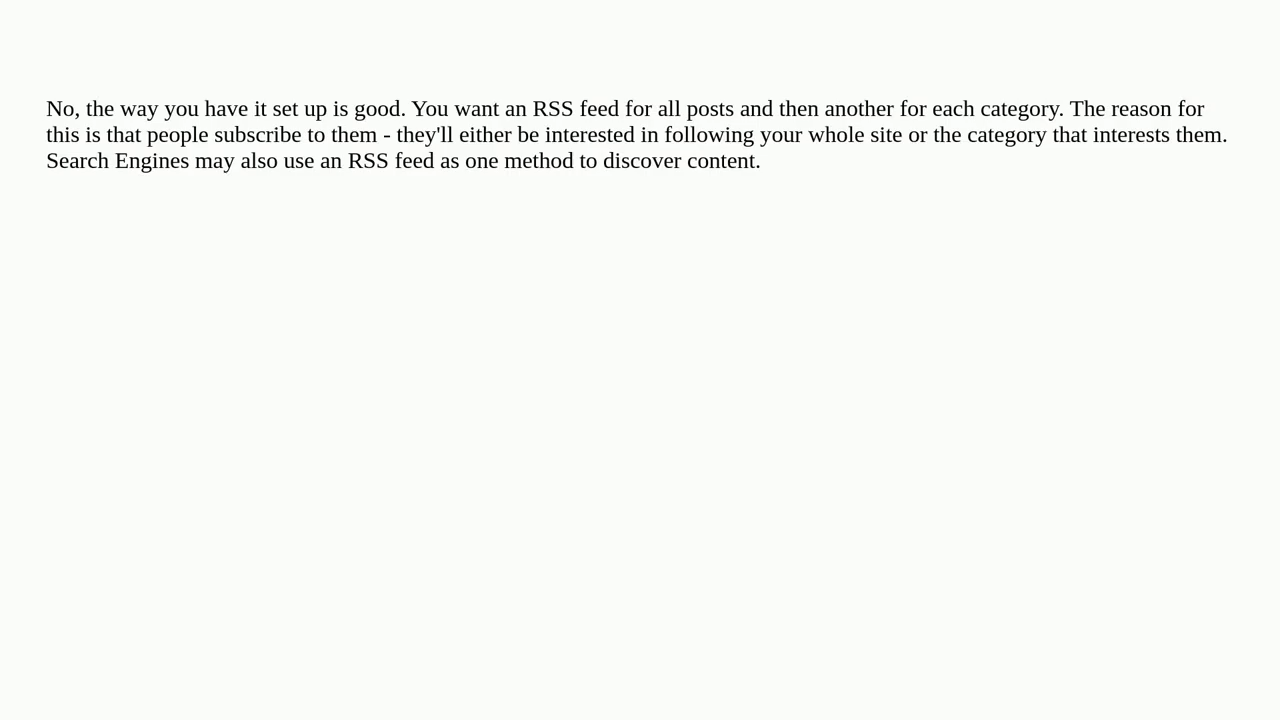 No, the way you have it set up is good. You want an RSS feed for all posts and then another for each category. The reason for
this is that people subscribe to them - they'll either be interested in following your whole site or the category that interests them.
Search Engines may also use an RSS feed as one method to discover content.